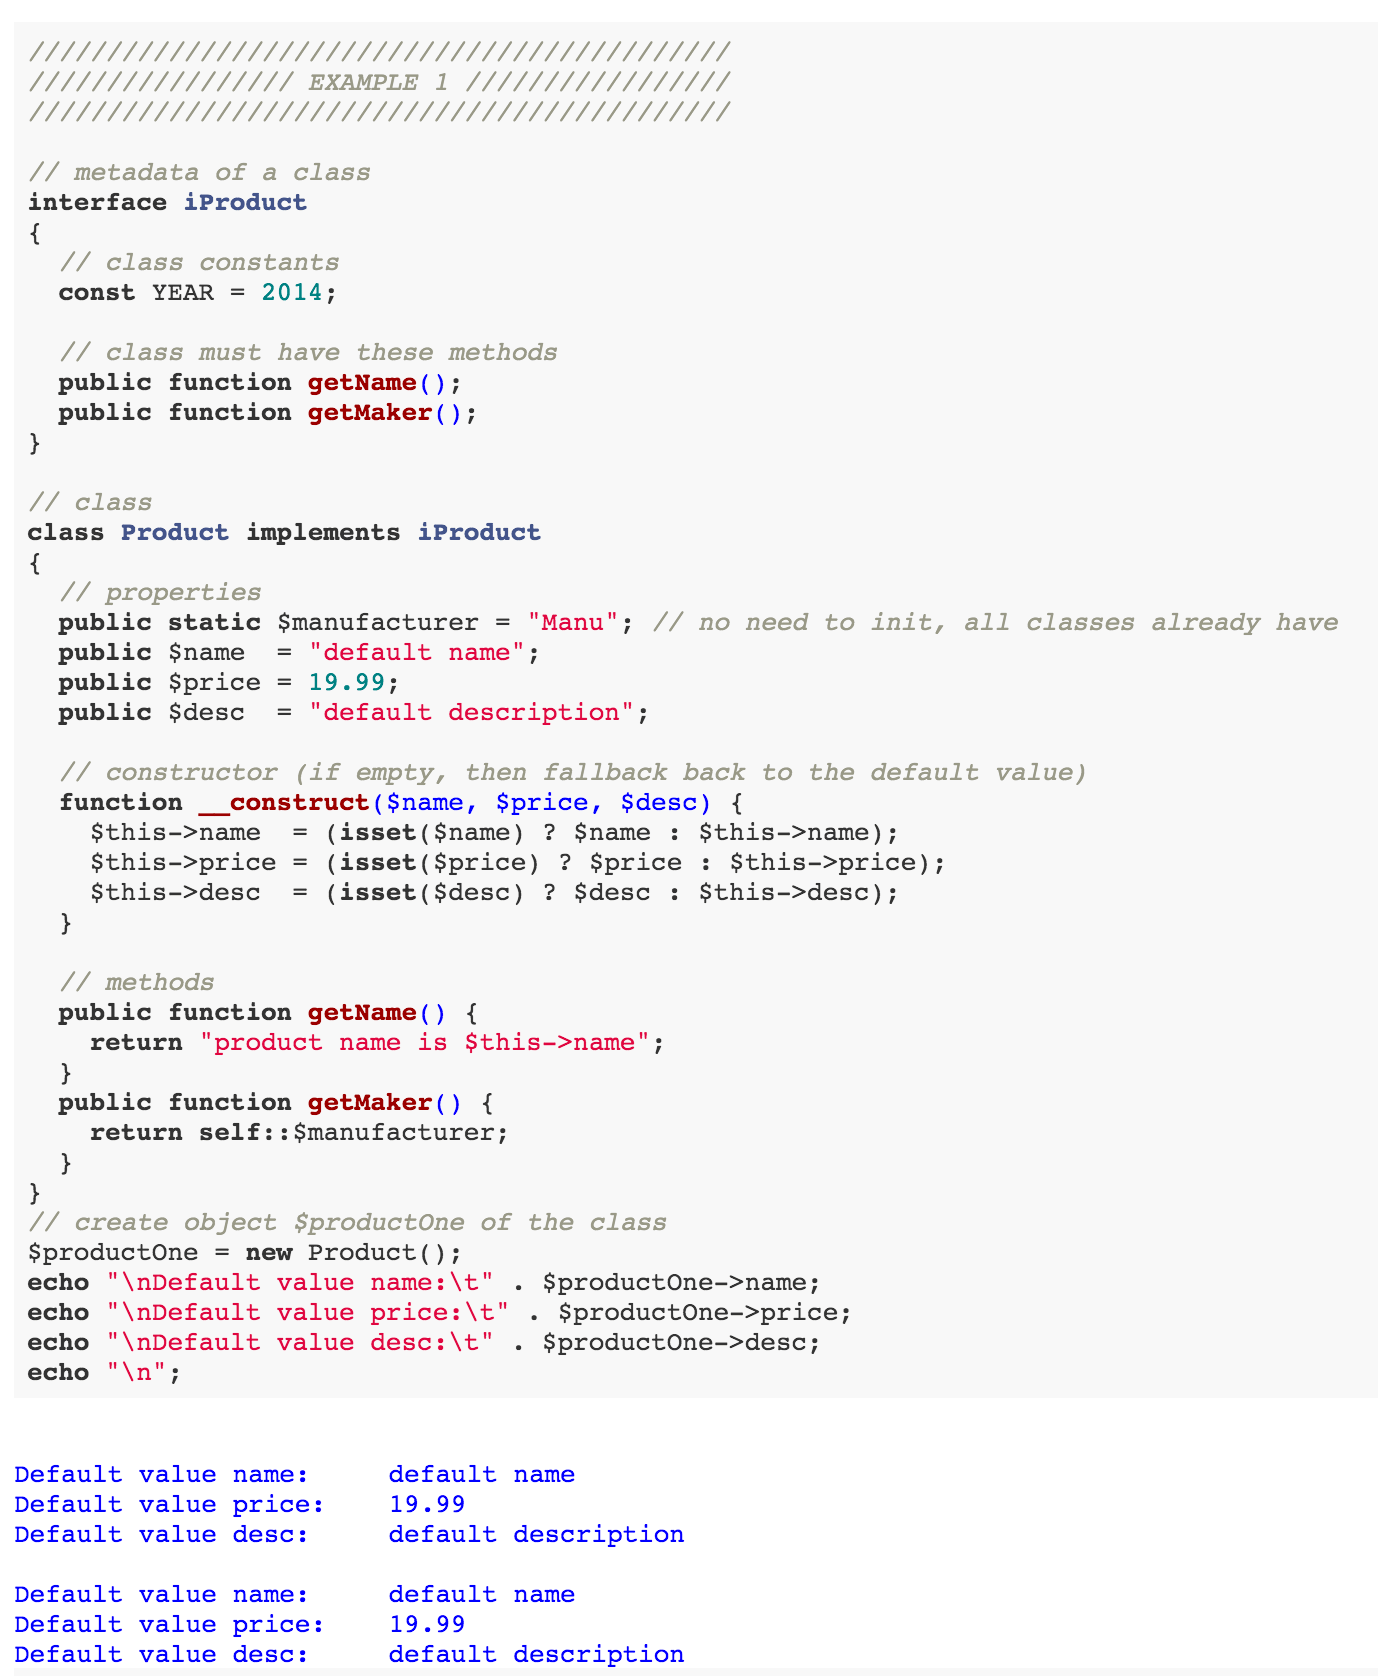 /////////////////////////////////////////////
///////////////// EXAMPLE 1 /////////////////
/////////////////////////////////////////////

// metadata of a class
interface iProduct
{
  // class constants
  const YEAR = 2014;

  // class must have these methods
  public function getName();
  public function getMaker();
}

// class
class Product implements iProduct
{
  // properties
  public static $manufacturer = "Manu"; // no need to init, all classes already have
  public $name  = "default name";
  public $price = 19.99;
  public $desc  = "default description";

  // constructor (if empty, then fallback back to the default value)
  function __construct($name, $price, $desc) {
    $this->name  = (isset($name) ? $name : $this->name);
    $this->price = (isset($price) ? $price : $this->price);
    $this->desc  = (isset($desc) ? $desc : $this->desc);
  }

  // methods
  public function getName() {
    return "product name is $this->name";
  }
  public function getMaker() {
    return self::$manufacturer;
  }
}
// create object $productOne of the class
$productOne = new Product();
echo "\nDefault value name:\t" . $productOne->name;
echo "\nDefault value price:\t" . $productOne->price;
echo "\nDefault value desc:\t" . $productOne->desc;
echo "\n";

Default value name:     default name
Default value price:    19.99
Default value desc:     default description

Default value name:     default name
Default value price:    19.99
Default value desc:     default description